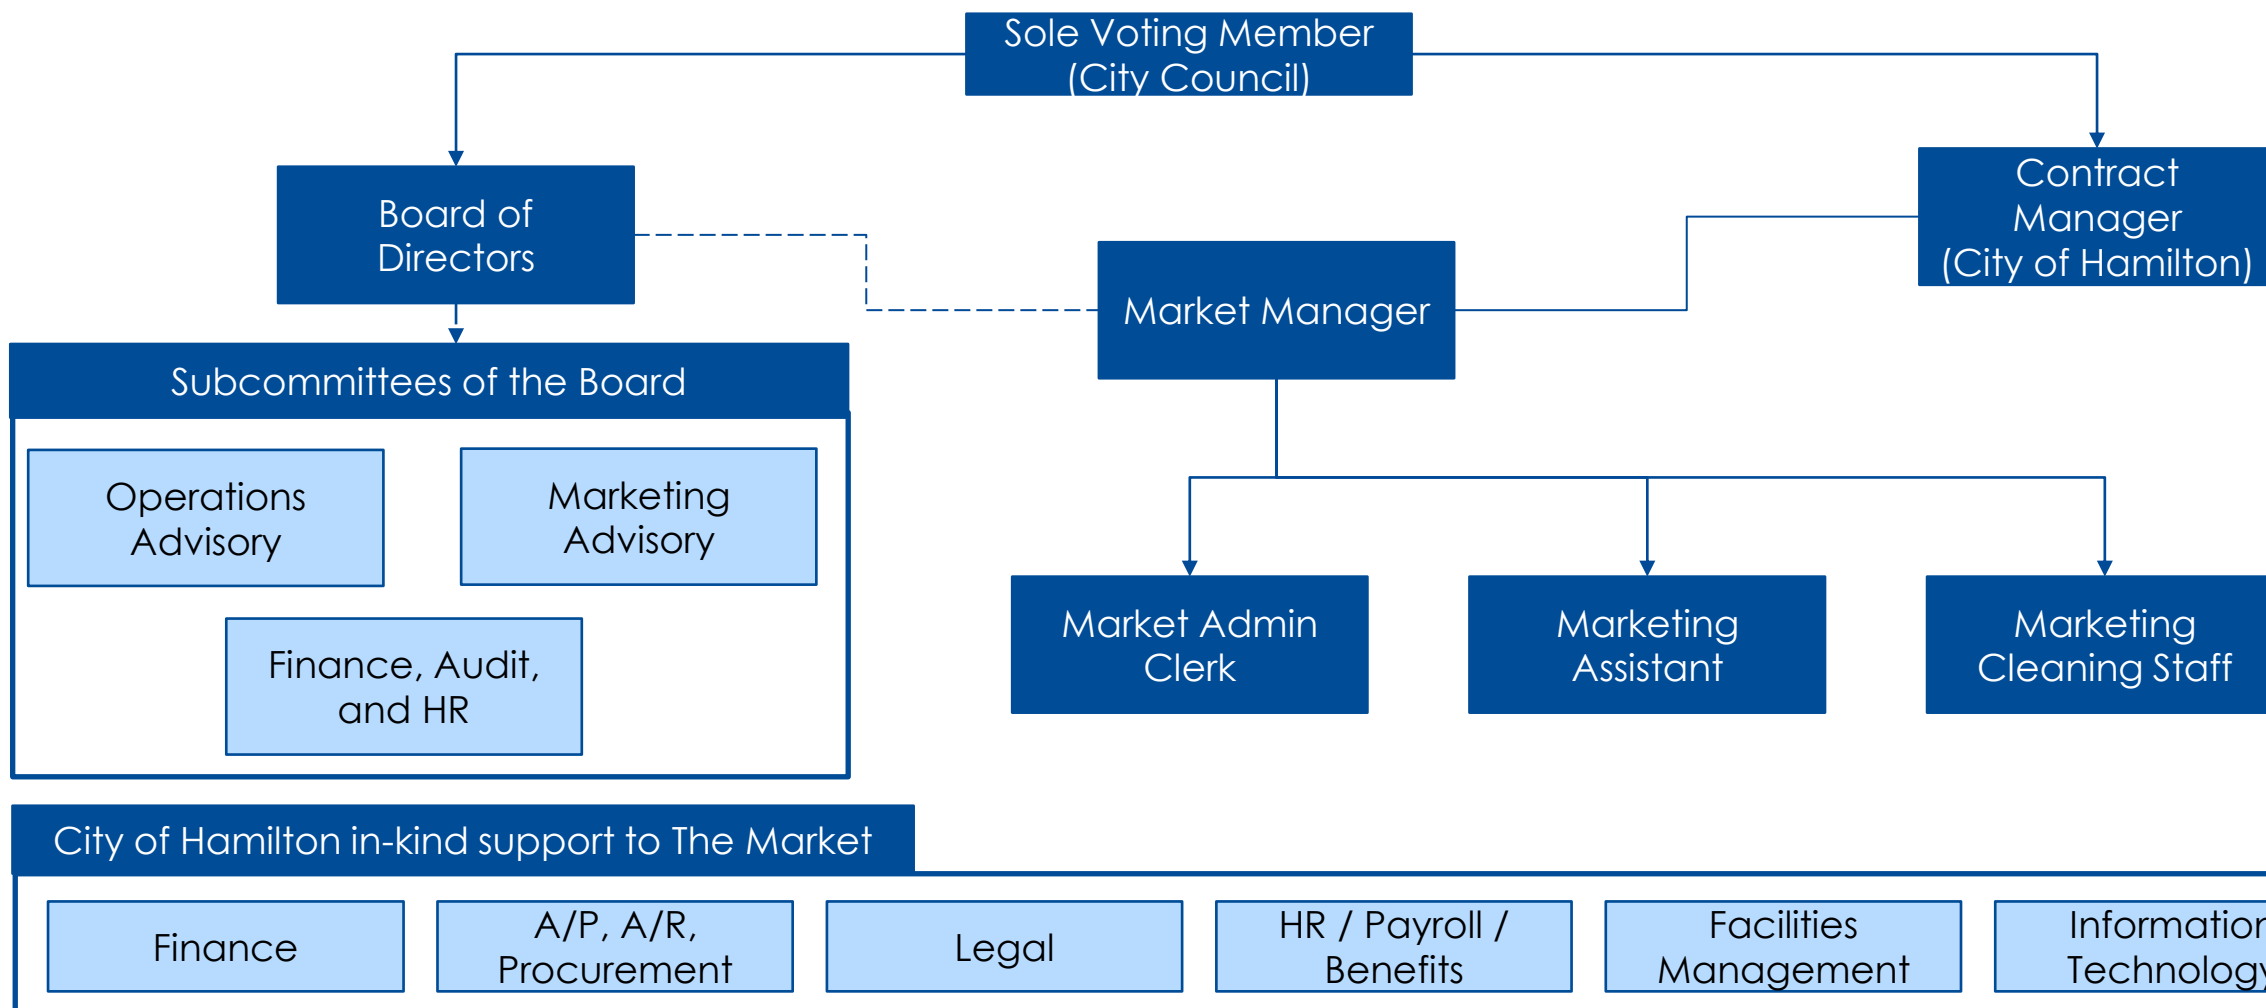 Sole Voting Member
(City Council)
Board of
Directors
Contract
Manager
(City of Hamilton)
Market Manager
Subcommittees of the Board
Operations
Advisory
Marketing
Advisory
Finance, Audit,
and HR
Market Admin
Clerk
Marketing
Assistant
Marketing
Cleaning Staff
City of Hamilton in-kind support to The Market
Finance
A/P, A/R,
Procurement
Legal
HR / Payroll /
Benefits
Facilities
Management
Information
Technology